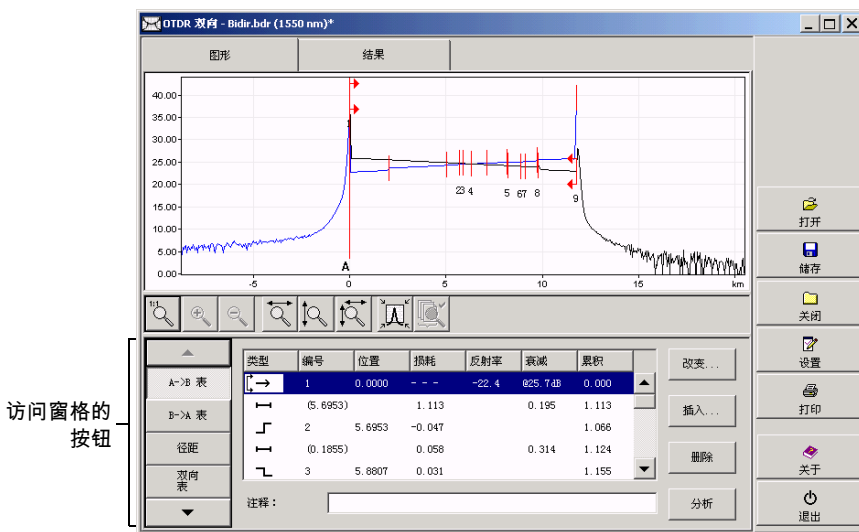 OTDR 双向 - Bidir.bdr (1550 nm)*
图形 结果
40.00
35.00
30.00
25.00
20.00
15.00
10.00
5.00
0.00
1
23 4 5 67 8 9
A
-5 0 5 10 15 km
1:1
访问窗格的
按钮
A->B 表
B->A 表
径距
双向
表
类型 编号 位置 损耗 反射率 衰减 累积
1 0.0000 - - - -22.4 @25.7dB 0.000
(5.6953) 1.113 0.195 1.113
2 5.6953 -0.047 1.066
(0.1855) 0.058 0.314 1.124
3 5.8807 0.031 1.155
注释：
改变...
插入...
删除
分析
打开
储存
关闭
设置
打印
关于
退出